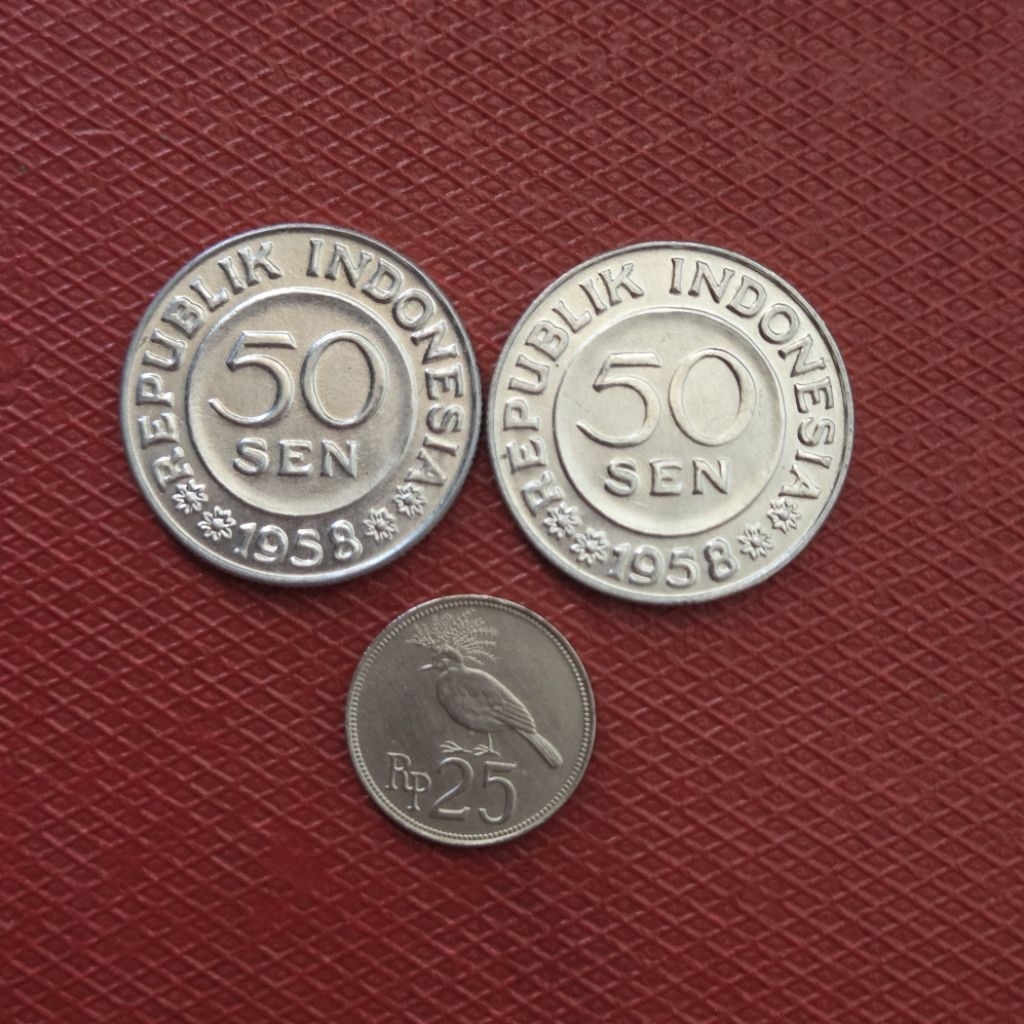 REPUBLIK INDONESIA
50
SEN
1958
REPUBLIK INDONESIA
50
SEN
1958
Rp 25